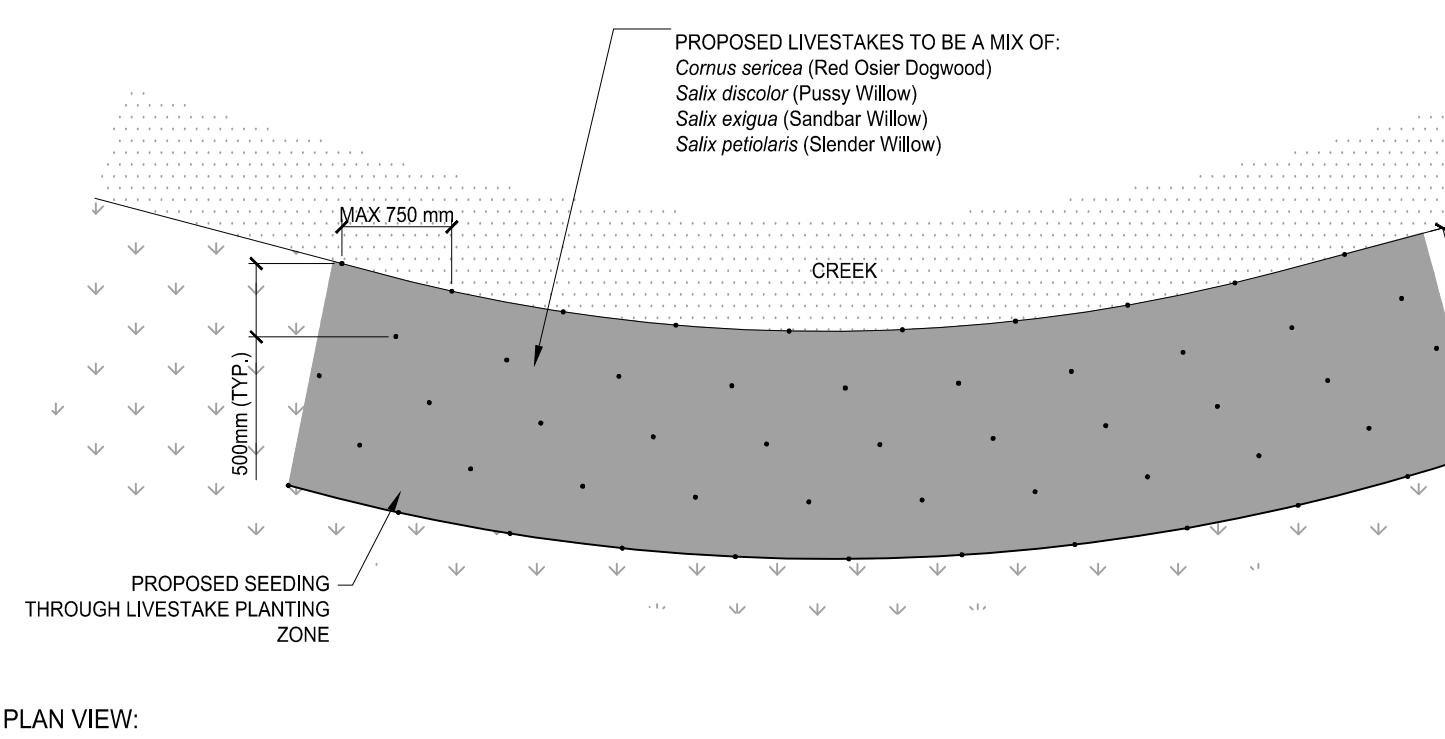 PROPOSED LIVESTAKES TO BE A MIX OF:
Cornus sericea (Red Osier Dogwood)
Salix discolor (Pussy Willow)
Salix exigua (Sandbar Willow)
Salix petiolaris (Slender Willow)
MAX 750 mm
CREEK
500mm (TYP.)
PROPOSED SEEDING
THROUGH LIVESTAKE PLANTING
ZONE
PLAN VIEW: